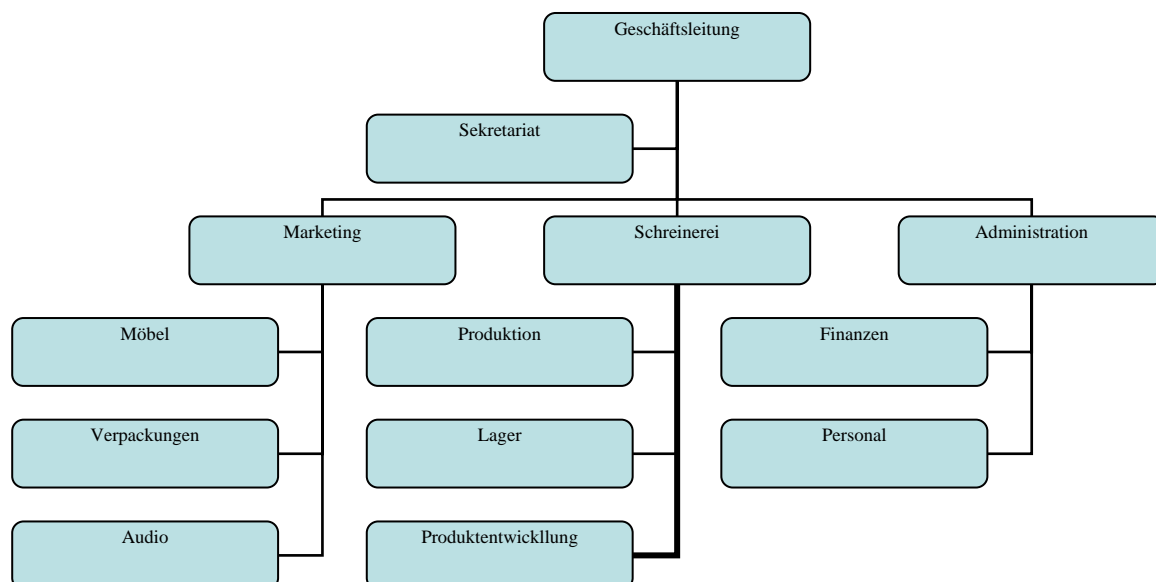 Geschäftsleitung
Sekretariat
Marketing
Schreinerei
Administration
Möbel
Produktion
Finanzen
Verpackungen
Lager
Personal
Audio
Produktentwickllung